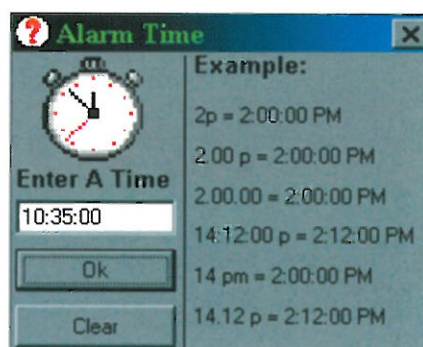 Alarm Time
Enter A Time
10:35:00
Ok
Clear
Example:
2p = 2:00:00 PM
2.00 p = 2:00:00 PM
2.00.00 = 2:00:00 PM
14:12:00 p = 2:12:00 PM
14 pm = 2:00:00 PM
14.12 p = 2:12:00 PM